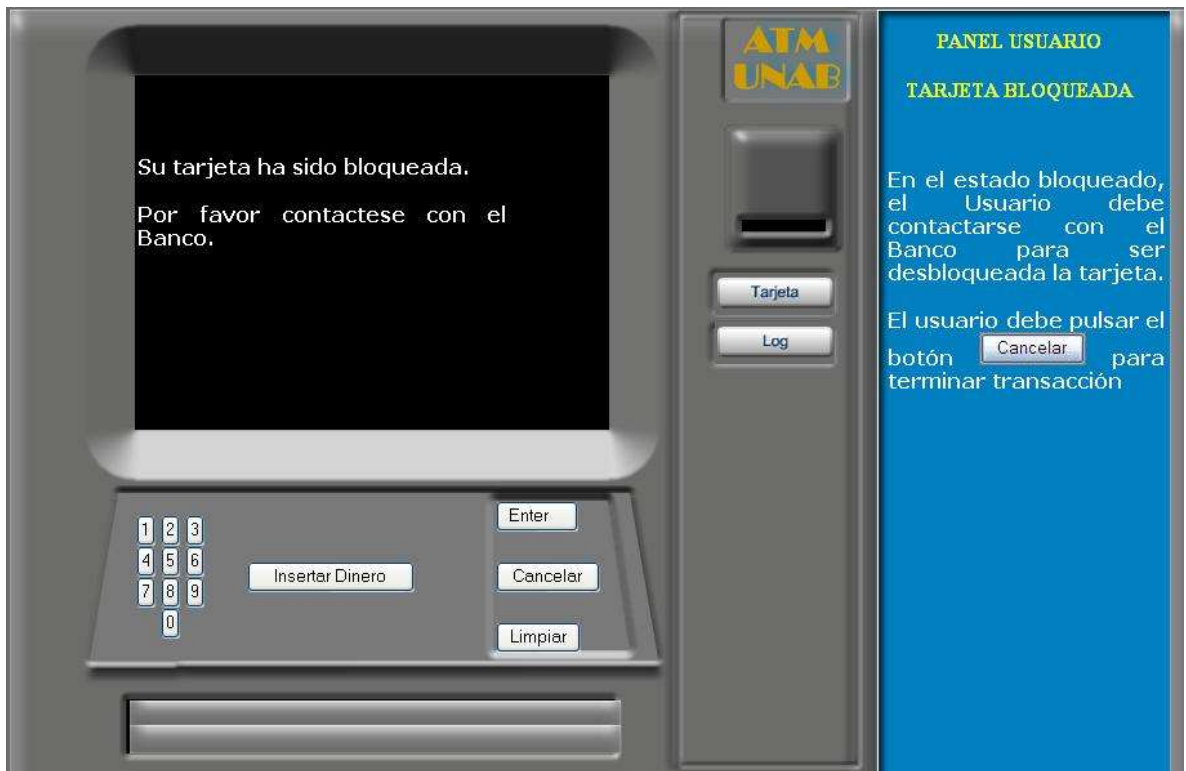 Su tarjeta ha sido bloqueada.
Por favor contactese con el
Banco.
ATM
UNAB
Tarjeta
Log
1 2 3
4 5 6
7 8 9
0
Insertar Dinero
Enter
Cancelar
Limpiar
PANEL USUARIO
TARJETA BLOQUEADA
En el estado bloqueado,
el Usuario debe
contactarse con el
Banco para ser
desbloqueada la tarjeta.
El usuario debe pulsar el
botón Cancelar para
terminar transacción